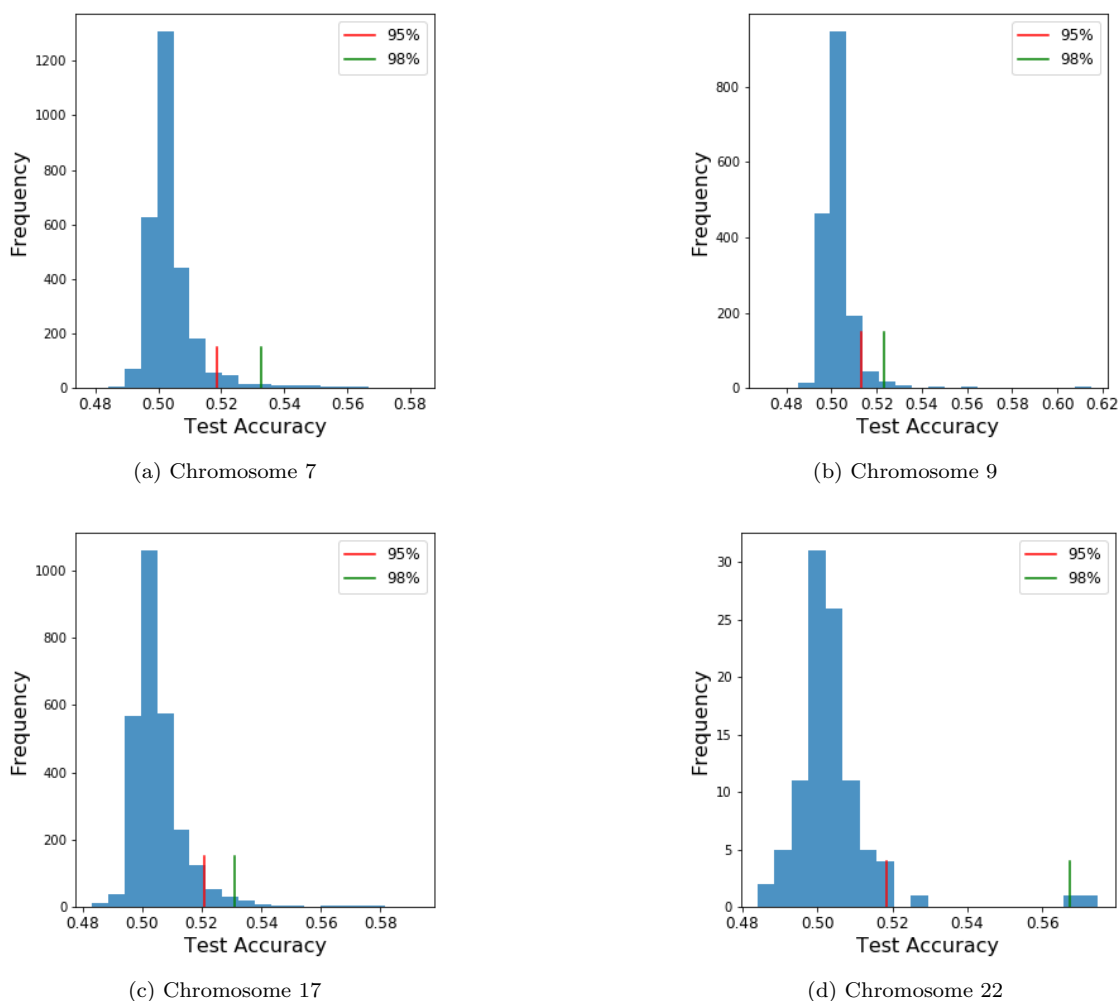 95%
98%
Frequency
1200
1000
800
600
400
200
0
0.48 0.50 0.52 0.54 0.56 0.58
Test Accuracy
(a) Chromosome 7
95%
98%
Frequency
800
600
400
200
0
0.48 0.50 0.52 0.54 0.56 0.58 0.60 0.62
Test Accuracy
(b) Chromosome 9
95%
98%
Frequency
1000
800
600
400
200
0
0.48 0.50 0.52 0.54 0.56 0.58
Test Accuracy
(c) Chromosome 17
95%
98%
Frequency
30
25
20
15
10
5
0
0.48 0.50 0.52 0.54 0.56
Test Accuracy
(d) Chromosome 22